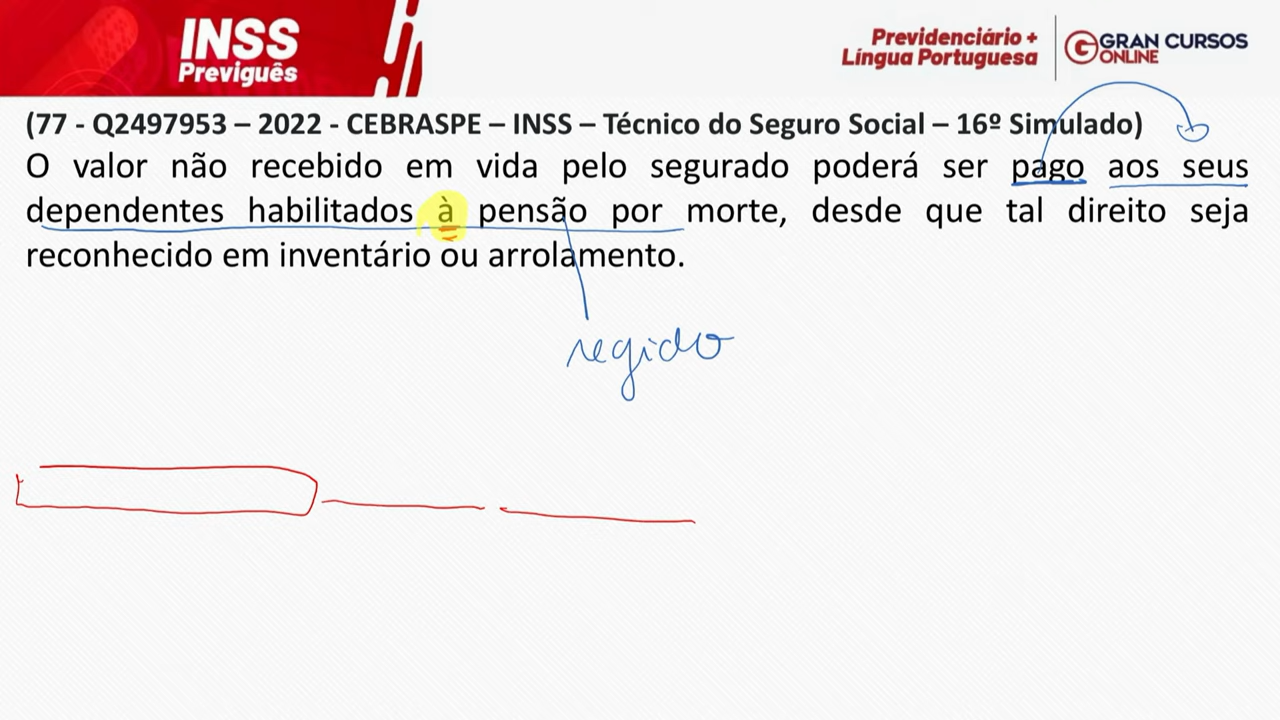 INSS
Previguês
Previdenciário +
Língua Portuguesa
GRAN CURSOS
ONLINE
(77 - Q2497953 – 2022 - CEBRASPE – INSS – Técnico do Seguro Social – 16º Simulado)
O valor não recebido em vida pelo segurado poderá ser pago aos seus
dependentes habilitados à pensão por morte, desde que tal direito seja
reconhecido em inventário ou arrolamento.
regido